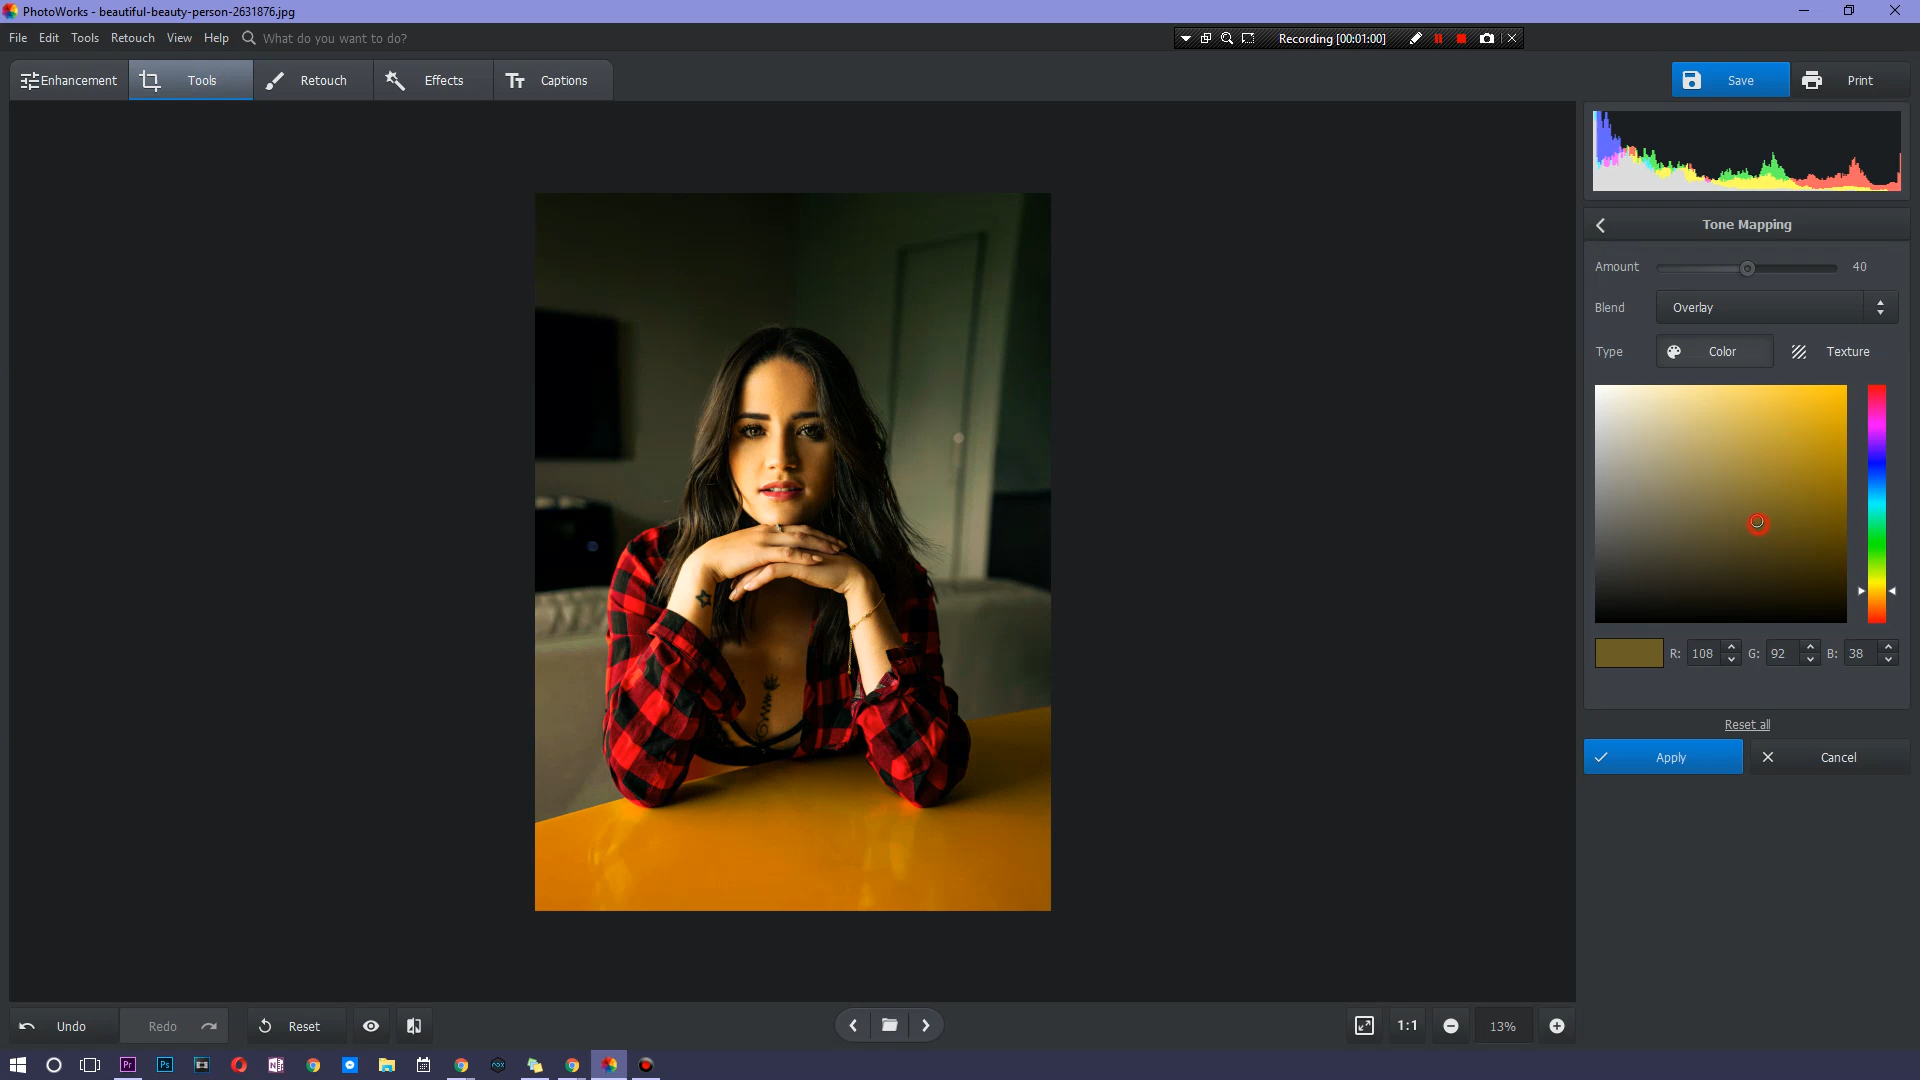 PhotoWorks - beautiful-beauty-person-2631876.jpg
File Edit Tools Retouch View Help What do you want to do?
Recording [00:01:00]
Enhancement Tools Retouch Effects Captions
Save Print
Tone Mapping
Amount 40
Blend Overlay
Type Color Texture
R: 108 G: 92 B: 38
Reset all
Apply Cancel
Undo Redo Reset 1:1 13%
Pr Ps